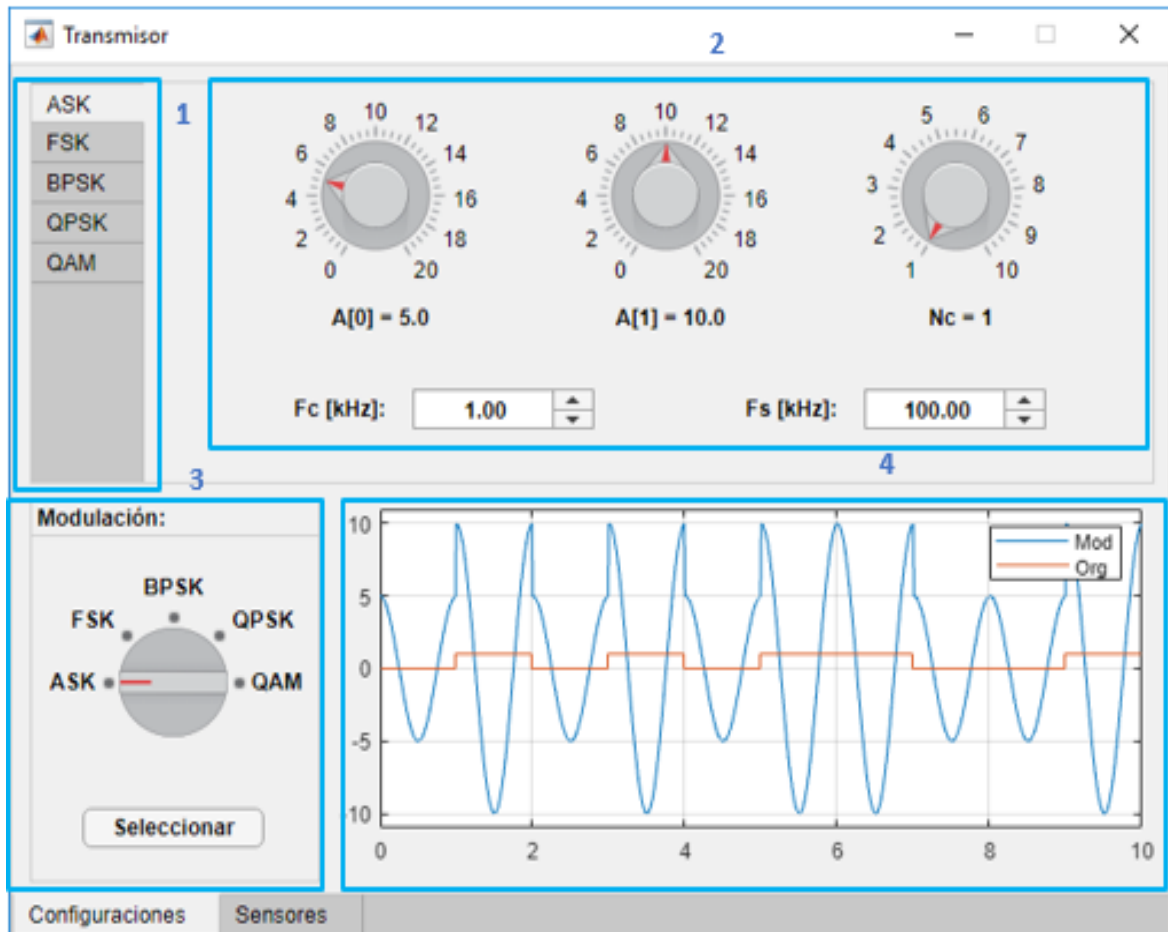 Transmisor
2
ASK
FSK
BPSK
QPSK
QAM
1
0 2 4 6 8 10 12 14 16 18 20
A[0] = 5.0
0 2 4 6 8 10 12 14 16 18 20
A[1] = 10.0
1 2 3 4 5 6 7 8 9 10
Nc = 1
Fc [kHz]: 1.00
Fs [kHz]: 100.00
3
4
Modulación:
ASK
FSK
BPSK
QPSK
QAM
Seleccionar
10
5
0
-5
-10
Mod
Org
0 2 4 6 8 10
Configuraciones
Sensores